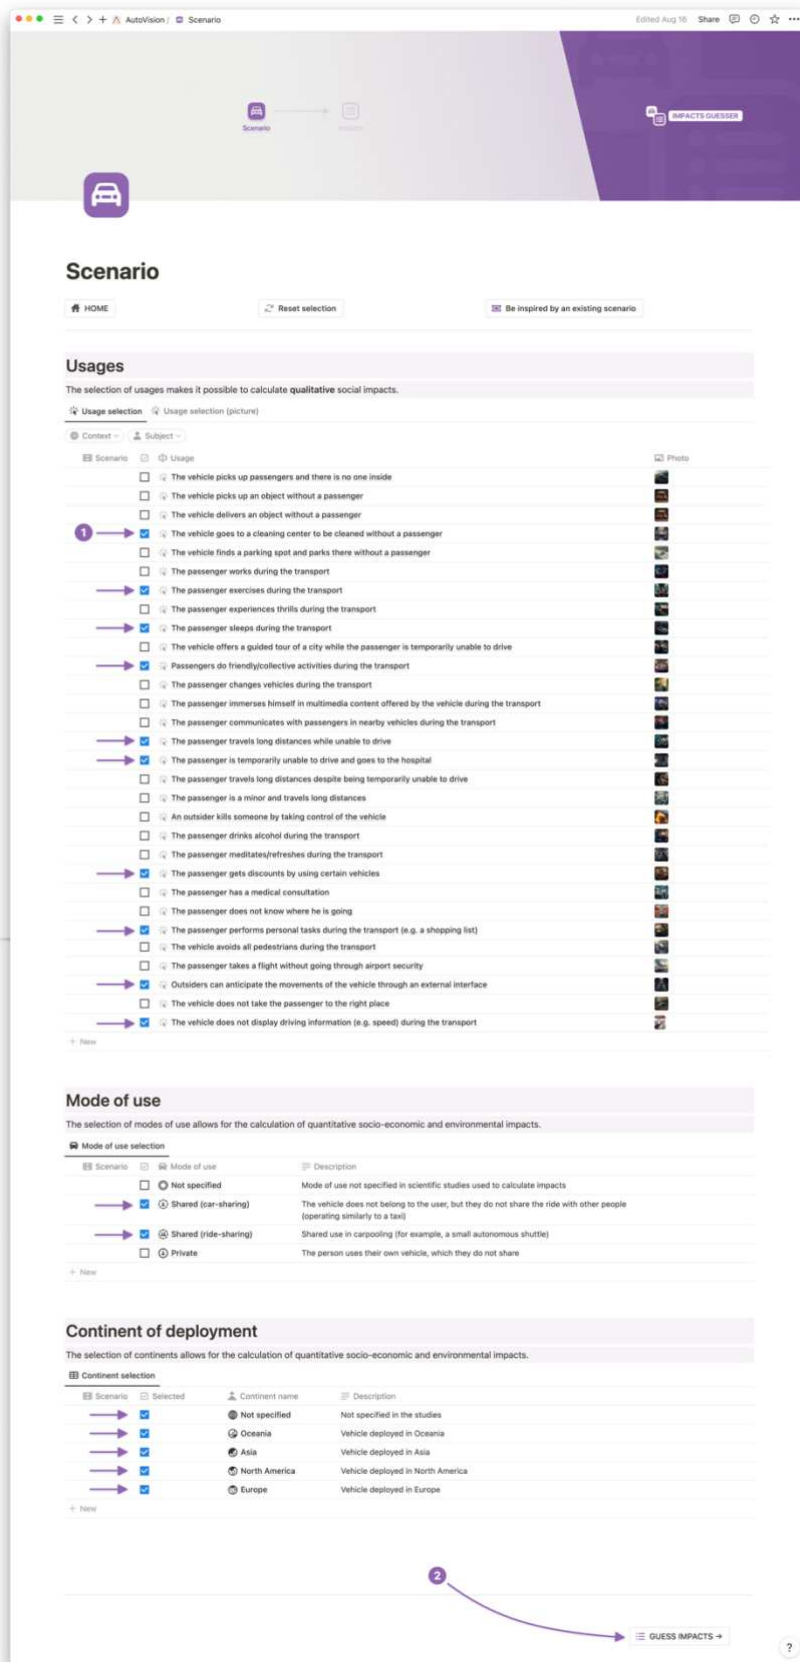 AutoVision / Scenario
Edited Aug 16 Share
Scenario
IMPACTS GUESSER
Scenario
HOME
Reset selection
Be inspired by an existing scenario
Usages
The selection of usages makes it possible to calculate qualitative social impacts.
Usage selection Usage selection (picture)
Context Subject
Scenario Usage Photo
The vehicle picks up passengers and there is no one inside
The vehicle picks up an object without a passenger
The vehicle delivers an object without a passenger
1
The vehicle goes to a cleaning center to be cleaned without a passenger
The vehicle finds a parking spot and parks there without a passenger
The passenger works during the transport
The passenger exercises during the transport
The passenger experiences thrills during the transport
The passenger sleeps during the transport
The vehicle offers a guided tour of a city while the passenger is temporarily unable to drive
Passengers do friendly/collective activities during the transport
The passenger changes vehicles during the transport
The passenger immerses himself in multimedia content offered by the vehicle during the transport
The passenger communicates with passengers in nearby vehicles during the transport
The passenger travels long distances while unable to drive
The passenger is temporarily unable to drive and goes to the hospital
The passenger travels long distances despite being temporarily unable to drive
The passenger is a minor and travels long distances
An outsider kills someone by taking control of the vehicle
The passenger drinks alcohol during the transport
The passenger meditates/refreshes during the transport
The passenger gets discounts by using certain vehicles
The passenger has a medical consultation
The passenger does not know where he is going
The passenger performs personal tasks during the transport (e.g. a shopping list)
The vehicle avoids all pedestrians during the transport
The passenger takes a flight without going through airport security
Outsiders can anticipate the movements of the vehicle through an external interface
The vehicle does not take the passenger to the right place
The vehicle does not display driving information (e.g. speed) during the transport
+ New
Mode of use
The selection of modes of use allows for the calculation of quantitative socio-economic and environmental impacts.
Mode of use selection
Scenario Mode of use Description
Not specified Mode of use not specified in scientific studies used to calculate impacts
Shared (car-sharing) The vehicle does not belong to the user, but they do not share the ride with other people
(operating similarly to a taxi)
Shared (ride-sharing) Shared use in carpooling (for example, a small autonomous shuttle)
Private The person uses their own vehicle, which they do not share
+ New
Continent of deployment
The selection of continents allows for the calculation of quantitative socio-economic and environmental impacts.
Continent selection
Scenario Selected Continent name Description
Not specified Not specified in the studies
Oceania Vehicle deployed in Oceania
Asia Vehicle deployed in Asia
North America Vehicle deployed in North America
Europe Vehicle deployed in Europe
+ New
2
GUESS IMPACTS →
?